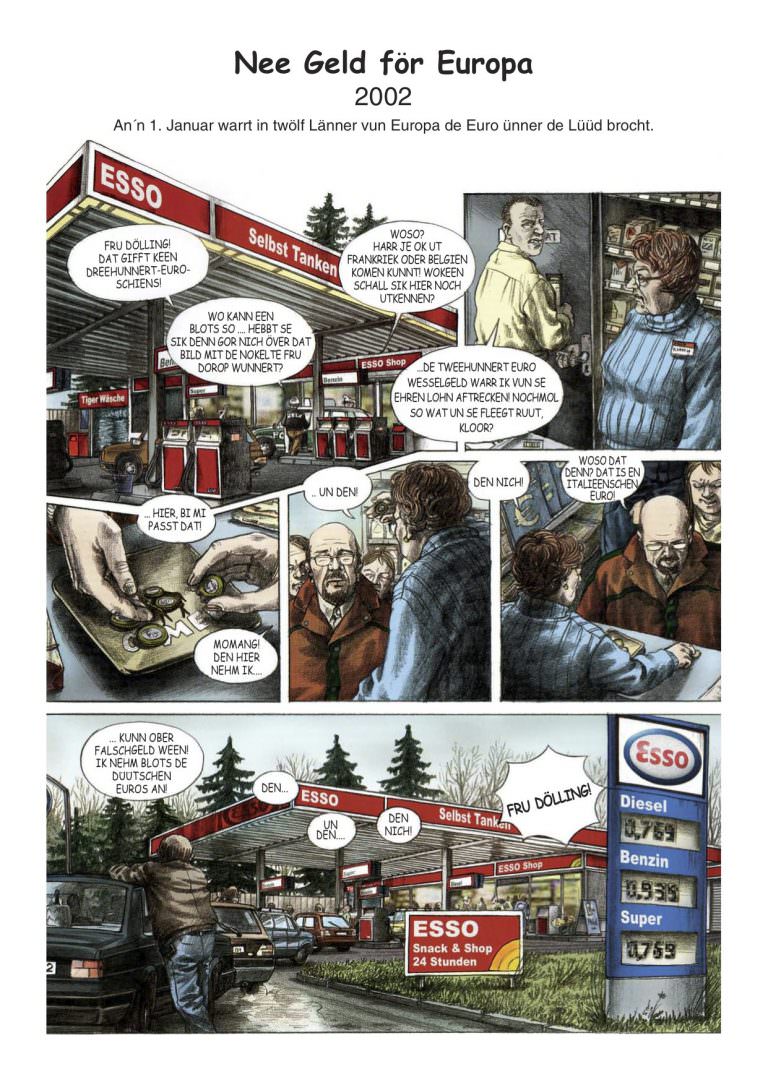 Nee Geld för Europa
2002
An´n 1. Januar warrt in twölf Länner vun Europa de Euro ünner de Lüüd brocht.
ESSO
Selbst Tanken
FRU DÖLLING!
DAT GIFFT KEEN
DREEHUNNERT-EURO-
SCHIENS!
WOSO?
HARR JE OK UT
FRANKRIEK ODER BELGIEN
KOMEN KUNNT! WOKEEN
SCHALL SIK HIER NOCH
UTKENNEN?
WO KANN EEN
BLOTS SO .... HEBBT SE
SIK DENN GOR NICH ÖVER DAT
BILD MIT DE NOKELTE FRU
DOROP WUNNERT?
Tiger Wäsche
Super
Benzin
ESSO Shop
...DE TWEEHUNNERT EURO
WESSELGELD WARR IK VUN SE
EHREN LOHN AFTRECKEN! NOCHMOL
SO WAT UN SE FLEEGT RUUT,
KLOOR?
... HIER, BI MI
PASST DAT!
MOMANG!
DEN HIER
NEHM IK....
.. UN DEN!
DEN NICH!
WOSO DAT
DENN? DAT IS EN
ITALIEENSCHEN
EURO!
... KUNN OBER
FALSCHGELD WEEN!
IK NEHM BLOTS DE
DÜÜTSCHEN
EUROS AN!
DEN...
UN
DEN....
DEN
NICH!
FRU DÖLLING!
ESSO
Selbst Tanken
ESSO Shop
ESSO
Snack & Shop
24 Stunden
ESSO
Diesel
0,769
Benzin
0,939
Super
0,769